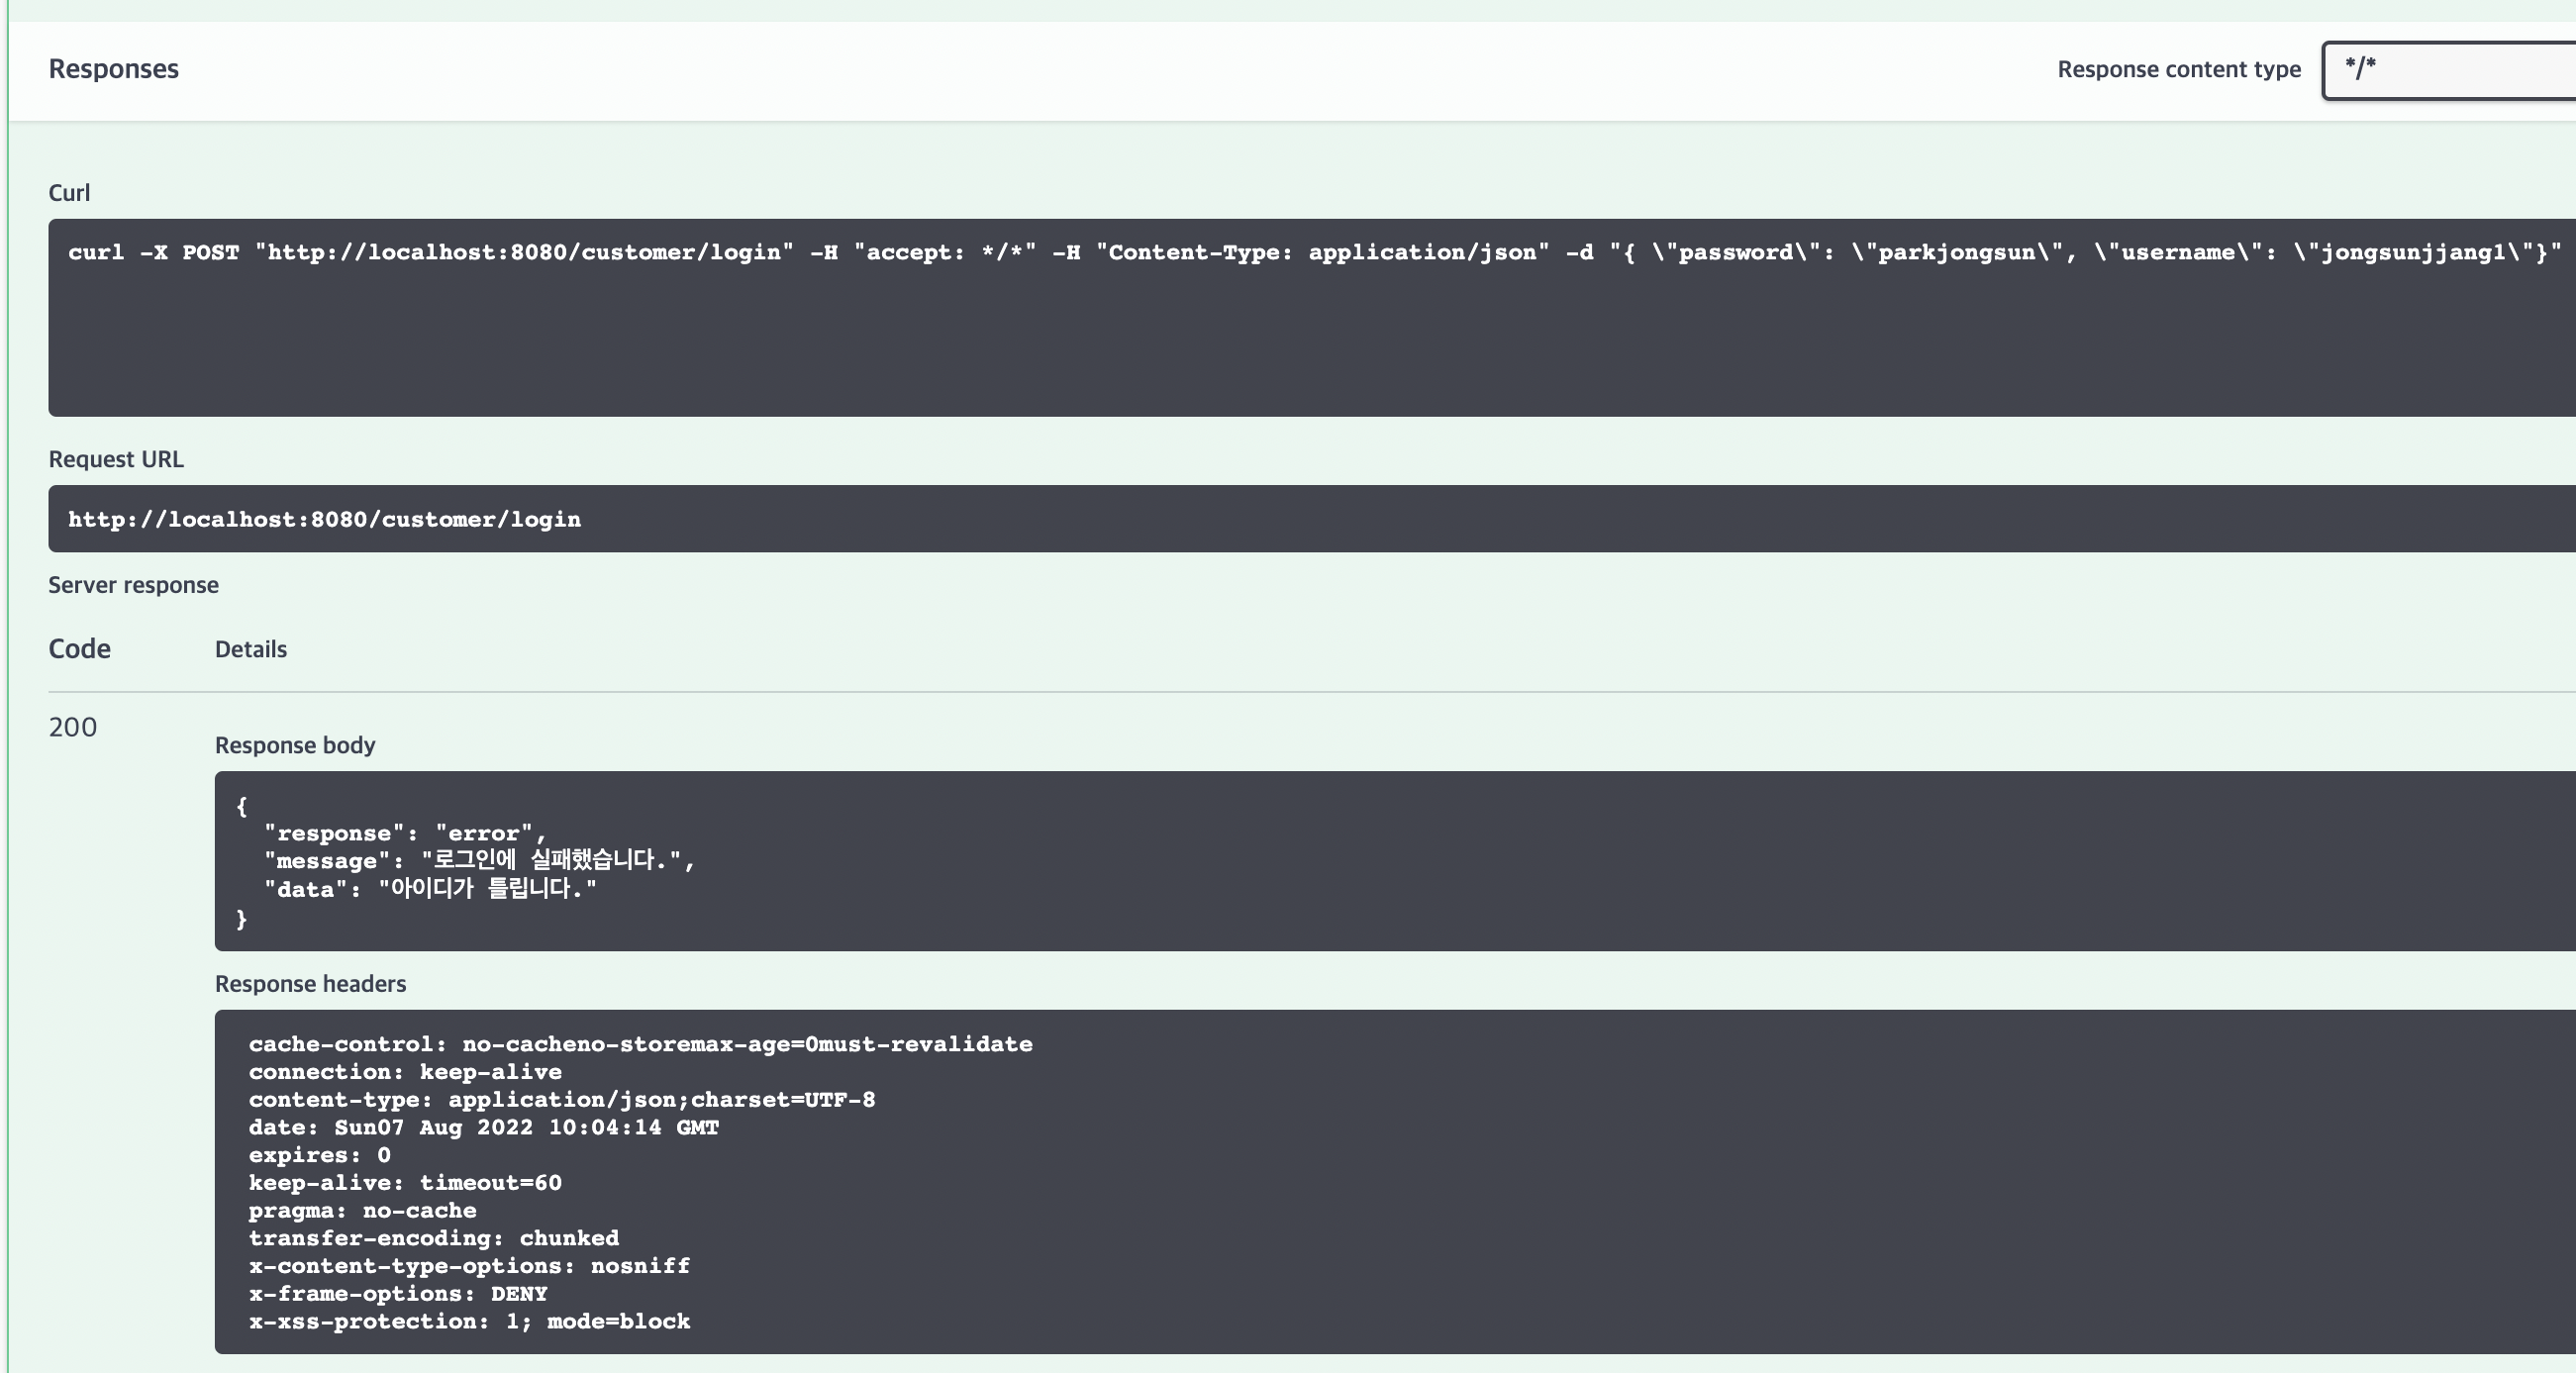 Responses
Response content type */*
Curl
curl -X POST "http://localhost:8080/customer/login" -H "accept: */*" -H "Content-Type: application/json" -d "{ \"password\": \"parkjongsun\", \"username\": \"jongsunjjang1\"}"
Request URL
http://localhost:8080/customer/login
Server response
Code Details
200
Response body
{
"response": "error",
"message": "로그인에 실패했습니다.",
"data": "아이디가 틀립니다."
}
Response headers
cache-control: no-cacheno-storemax-age=0must-revalidate
connection: keep-alive
content-type: application/json;charset=UTF-8
date: Sun07 Aug 2022 10:04:14 GMT
expires: 0
keep-alive: timeout=60
pragma: no-cache
transfer-encoding: chunked
x-content-type-options: nosniff
x-frame-options: DENY
x-xss-protection: 1; mode=block